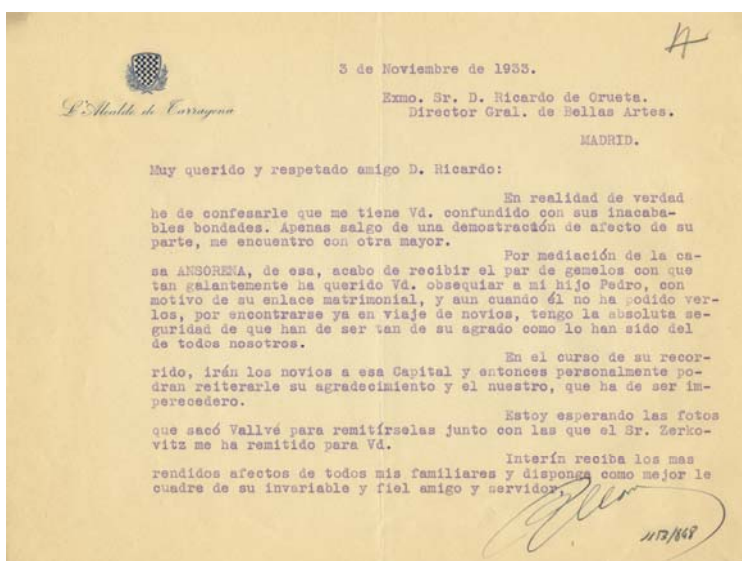 3 de Noviembre de 1933.
L'Alcalde de Tarragona
Exmo. Sr. D. Ricardo de Orueta.
Director Gral. de Bellas Artes.
MADRID.
Muy querido y respetado amigo D. Ricardo:
En realidad de verdad
he de confesarle que me tiene Vd. confundido con sus inacaba-
bles bondades. Apenas salgo de una demostración de afecto de su
parte, me encuentro con otra mayor.
Por mediación de la ca-
sa ANSORENA, de esa, acabo de recibir el par de gemelos con que
tan galantemente ha querido Vd. obsequiar a mi hijo Pedro, con
motivo de su enlace matrimonial, y aun cuando él no ha podido ver-
los, por encontrarse ya en viaje de novios, tengo la absoluta se-
guridad de que han de ser tan de su agrado como lo han sido del
de todos nosotros.
En el curso de su recor-
rido, irán los novios a esa Capital y entonces personalmente po-
dran reiterarle su agradecimiento y el nuestro, que ha de ser im-
perecedero.
Estoy esperando las fotos
que sacó Vallvé para remitírselas junto con las que el Sr. Zerko-
vitz me ha remitido para Vd.
Interín reciba los mas
rendidos afectos de todos mis familiares y disponga como mejor le
cuadre de su invariable y fiel amigo y servidor.